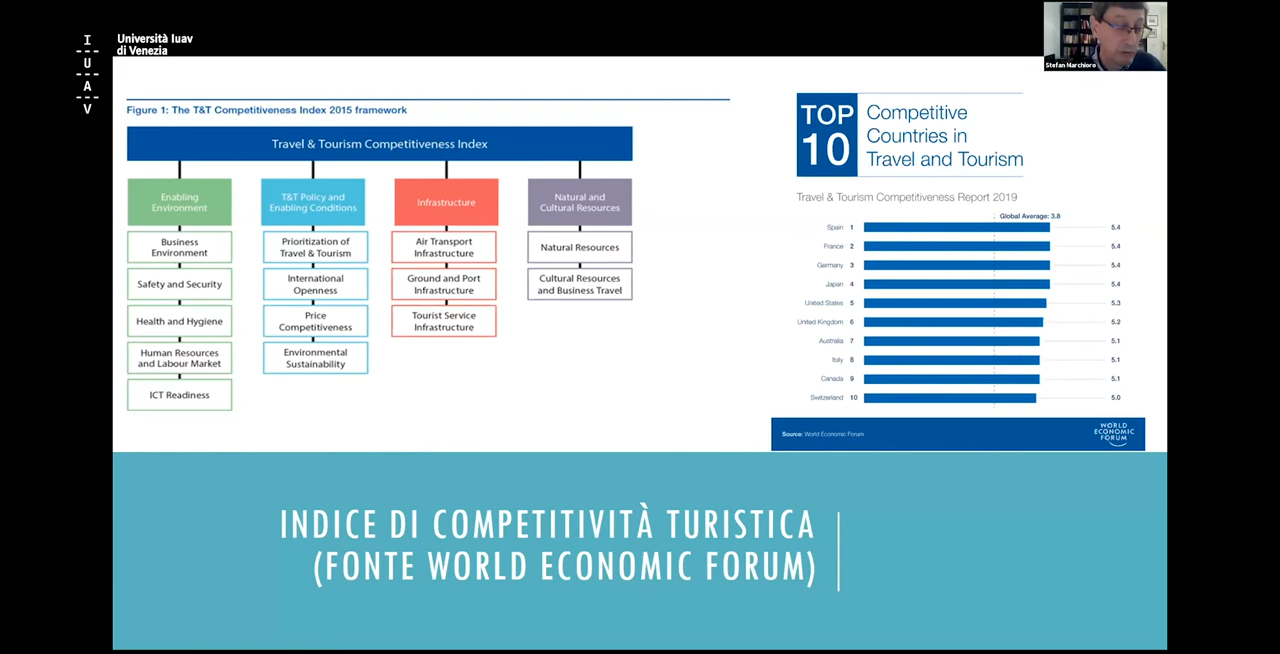 I
U
A
V
Università Iuav
di Venezia
Stefan Marchioro
Figure 1: The T&T Competitiveness Index 2015 framework
Travel & Tourism Competitiveness Index
Enabling
Environment
Business
Environment
Safety and Security
Health and Hygiene
Human Resources
and Labour Market
ICT Readiness
T&T Policy and
Enabling Conditions
Prioritization of
Travel & Tourism
International
Openness
Price
Competitiveness
Environmental
Sustainability
Infrastructure
Air Transport
Infrastructure
Ground and Port
Infrastructure
Tourist Service
Infrastructure
Natural and
Cultural Resources
Natural Resources
Cultural Resources
and Business Travel
TOP
10
Competitive
Countries in
Travel and Tourism
Travel & Tourism Competitiveness Report 2019
Global Average: 3.8
Spain 1 5.4
France 2 5.4
Germany 3 5.4
Japan 4 5.4
United States 5 5.3
United Kingdom 6 5.2
Australia 7 5.1
Italy 8 5.1
Canada 9 5.1
Switzerland 10 5.0
Source: World Economic Forum
WORLD
ECONOMIC
FORUM
INDICE DI COMPETITIVITÀ TURISTICA
(FONTE WORLD ECONOMIC FORUM)